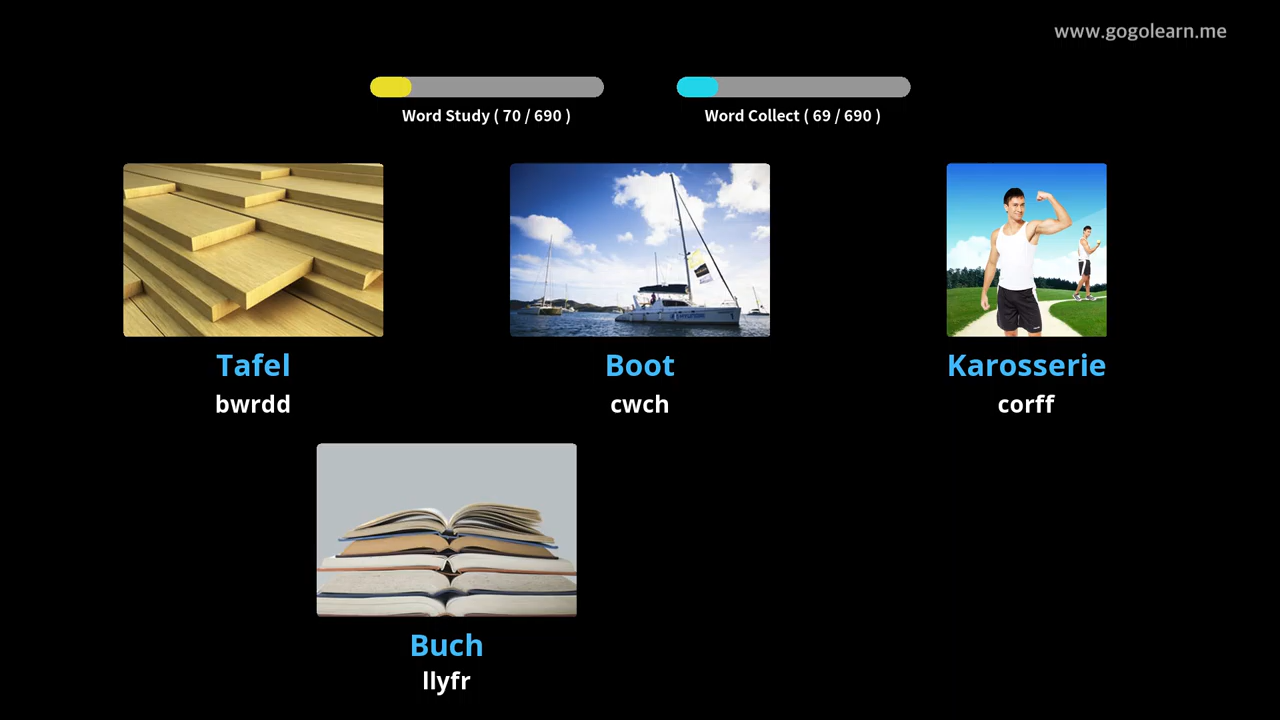 www.gogolearn.me
Word Study ( 70 / 690 )
Word Collect ( 69 / 690 )
Tafel
bwrdd
Boot
cwch
Karosserie
corff
Buch
llyfr